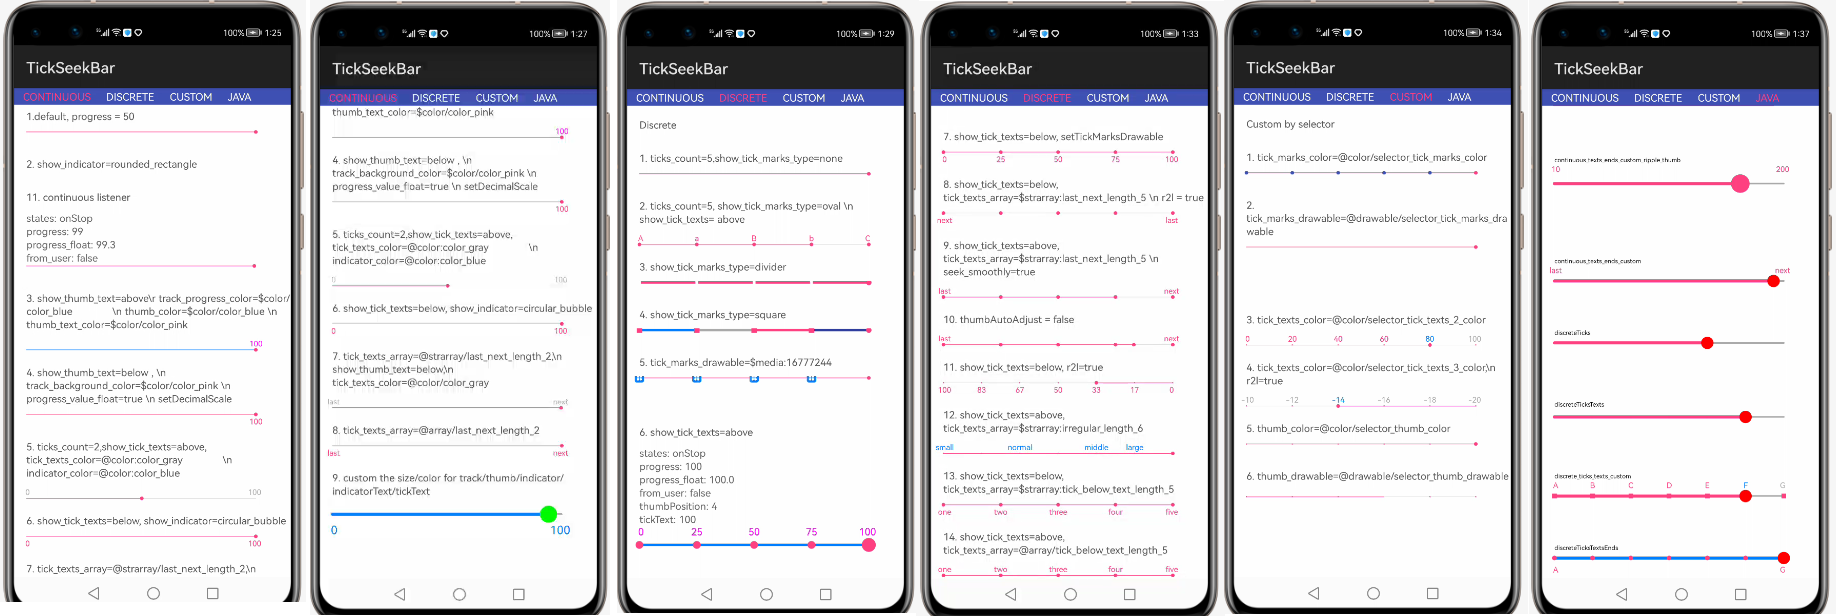 100% 1:25
TickSeekBar
CONTINUOUS DISCRETE CUSTOM JAVA
1.default, progress = 50
2. show_indicator=rounded_rectangle
11. continuous listener
states: onStop
progress: 99
progress_float: 99.3
from_user: false
3. show_thumb_text=above\r track_progress_color=$color/
color_blue \n thumb_color=$color/color_blue \n
thumb_text_color=$color/color_pink
100
4. show_thumb_text=below , \n
track_background_color=$color/color_pink \n
progress_value_float=true \n setDecimalScale
100
5. ticks_count=2,show_tick_texts=above,
tick_texts_color=@color:color_gray \n
indicator_color=@color:color_blue
0 100
6. show_tick_texts=below, show_indicator=circular_bubble
0 100
7. tick_texts_array=@strarray/last_next_length_2,\n
100% 1:27
TickSeekBar
CONTINUOUS DISCRETE CUSTOM JAVA
thumb_text_color=$color/color_pink
100
4. show_thumb_text=below , \n
track_background_color=$color/color_pink \n
progress_value_float=true \n setDecimalScale
100
5. ticks_count=2,show_tick_texts=above,
tick_texts_color=@color:color_gray \n
indicator_color=@color:color_blue
0 100
6. show_tick_texts=below, show_indicator=circular_bubble
0 100
7. tick_texts_array=@strarray/last_next_length_2,\n
show_thumb_text=below,\n
tick_texts_color=@color/color_gray
last next
8. tick_texts_array=@array/last_next_length_2
last next
9. custom the size/color for track/thumb/indicator/
indicatorText/tickText
0 100
100% 1:29
TickSeekBar
CONTINUOUS DISCRETE CUSTOM JAVA
Discrete
1. ticks_count=5,show_tick_marks_type=none
2. ticks_count=5, show_tick_marks_type=oval \n
show_tick_texts= above
A a B b C
3. show_tick_marks_type=divider
4. show_tick_marks_type=square
5. tick_marks_drawable=$media:16777244
6. show_tick_texts=above
states: onStop
progress: 100
progress_float: 100.0
from_user: false
thumbPosition: 4
tickText: 100
0 25 50 75 100
100% 1:33
TickSeekBar
CONTINUOUS DISCRETE CUSTOM JAVA
7. show_tick_texts=below, setTickMarksDrawable
0 25 50 75 100
8. show_tick_texts=below,
tick_texts_array=$strarray:last_next_length_5 \n r2l = true
next last
9. show_tick_texts=above,
tick_texts_array=$strarray:last_next_length_5 \n
seek_smoothly=true
last next
10. thumbAutoAdjust = false
last next
11. show_tick_texts=below, r2l=true
100 83 67 50 33 17 0
12. show_tick_texts=above,
tick_texts_array=$strarray:irregular_length_6
small normal middle large
13. show_tick_texts=below,
tick_texts_array=$strarray:tick_below_text_length_5
one two three four five
14. show_tick_texts=above,
tick_texts_array=@array/tick_below_text_length_5
one two three four five
100% 1:34
TickSeekBar
CONTINUOUS DISCRETE CUSTOM JAVA
Custom by selector
1. tick_marks_color=@color/selector_tick_marks_color
2.
tick_marks_drawable=@drawable/selector_tick_marks_dra
wable
3. tick_texts_color=@color/selector_tick_texts_2_color
0 20 40 60 80 100
4. tick_texts_color=@color/selector_tick_texts_3_color,\n
r2l=true
-10 -12 -14 -16 -18 -20
5. thumb_color=@color/selector_thumb_color
6. thumb_drawable=@drawable/selector_thumb_drawable
100% 1:37
TickSeekBar
CONTINUOUS DISCRETE CUSTOM JAVA
continuous_texts_ends_custom_ripple_thumb
10 200
continuous_texts_ends_custom
last next
discreteTicks
discreteTicksTexts
discrete_ticks_texts_custom
A B C D E F G
discreteTicksTextsEnds
A G